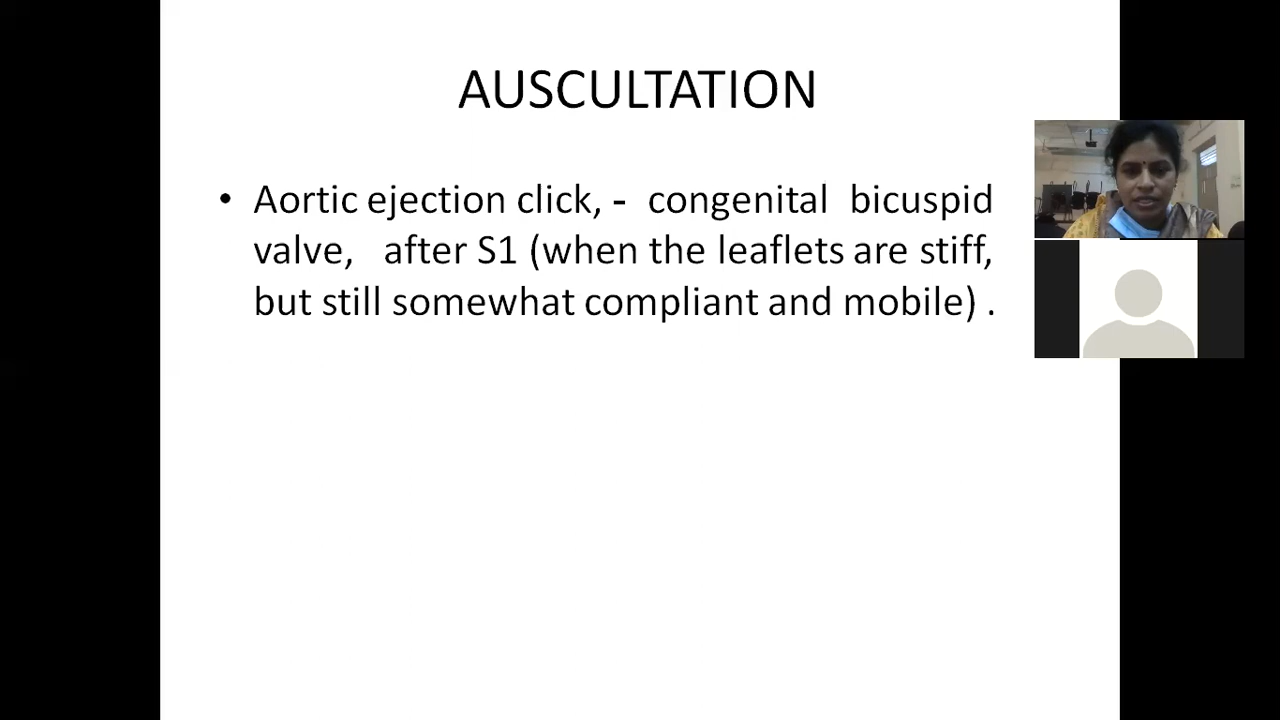 AUSCULTATION
• Aortic ejection click, - congenital bicuspid
valve, after S1 (when the leaflets are stiff,
but still somewhat compliant and mobile) .